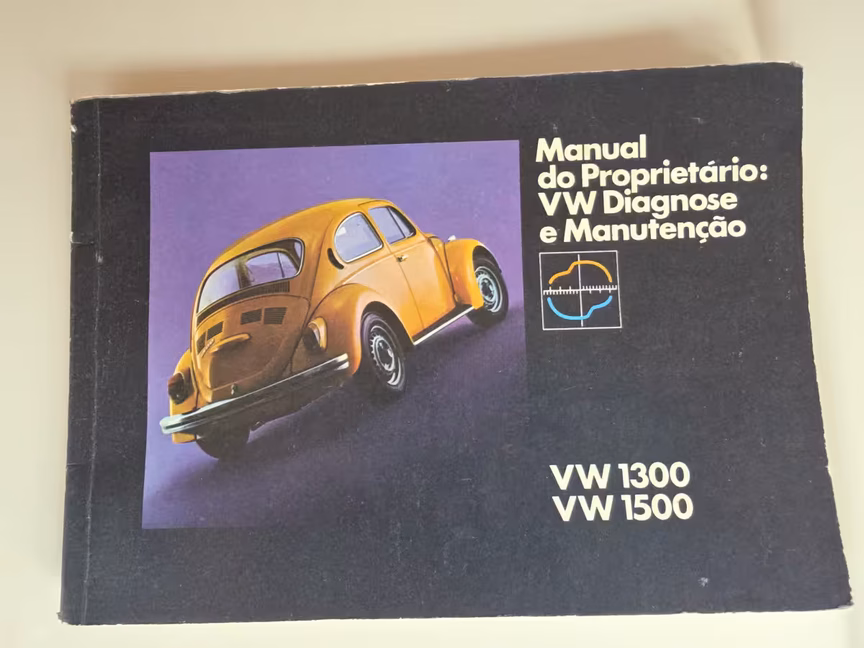 Manual
do Proprietário:
VW Diagnose
e Manutenção
VW 1300
VW 1500